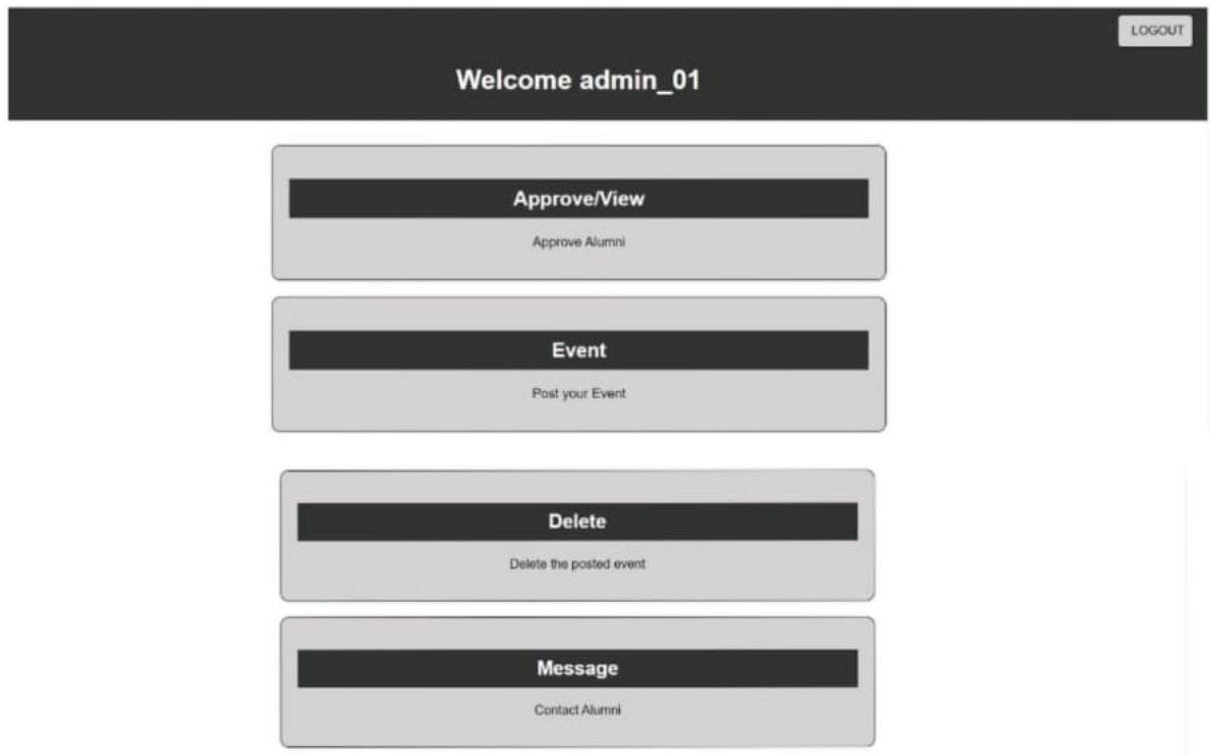 LOGOUT
Welcome admin_01
Approve/View
Approve Alumni
Event
Post your Event
Delete
Delete the posted event
Message
Contact Alumni